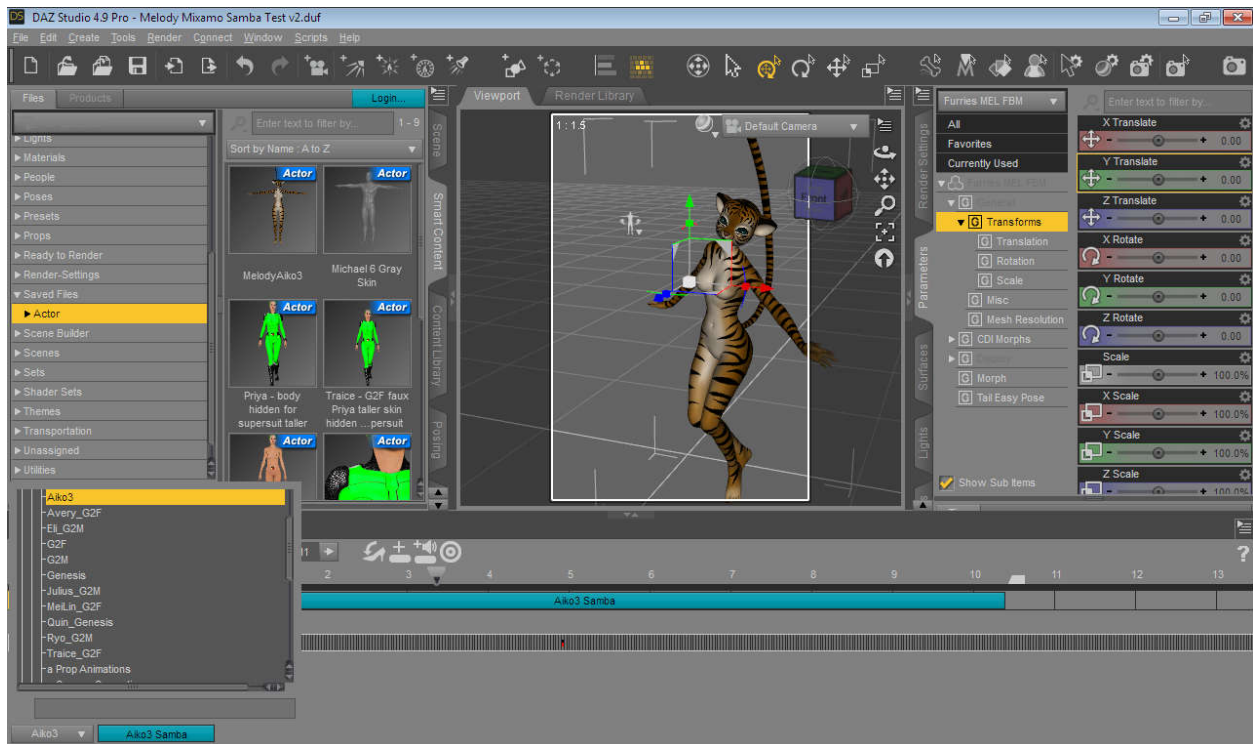 DS DAZ Studio 4.9 Pro - Melody Mixamo Samba Test v2.duf
File Edit Create Tools Render Connect Window Scripts Help
Files Products
Login...
Enter text to filter by...
1 - 9
Sort by Name : A to Z
Lights
Materials
People
Poses
Presets
Props
Ready to Render
Render-Settings
Saved Files
Actor
Scene Builder
Scenes
Sets
Shader Sets
Themes
Transportation
Unassigned
Utilities
Actor
Actor
MelodyAiko3
Michael 6 Gray
Skin
Actor
Actor
Priya - body
hidden for
supersuit taller
Traice - G2F faux
Priya taller skin
hidden ...persuit
Actor
Actor
Scene
Smart Content
Content Library
Posing
Viewport Render Library
1 : 1.5
Default Camera
Front
Render Settings
Parameters
Surfaces
Lights
Furries MEL FBM
All
Favorites
Currently Used
Furries MEL FBM
G General
G Transforms
G Translation
G Rotation
G Scale
G Misc
G Mesh Resolution
G CDI Morphs
G
G Morph
G Tail Easy Pose
Show Sub Items
Enter text to filter by...
X Translate
0.00
Y Translate
0.00
Z Translate
0.00
X Rotate
0.00
Y Rotate
0.00
Z Rotate
0.00
Scale
100.0%
X Scale
100.0%
Y Scale
100.0%
Z Scale
100.0%
Aiko3
Avery_G2F
Eli_G2M
G2F
G2M
Genesis
Julius_G2M
MeiLin_G2F
Quin_Genesis
Ryo_G2M
Traice_G2F
a Prop Animations
?
2 3 4 5 6 7 8 9 10 11 12 13
Aiko3 Samba
Aiko3
Aiko3 Samba